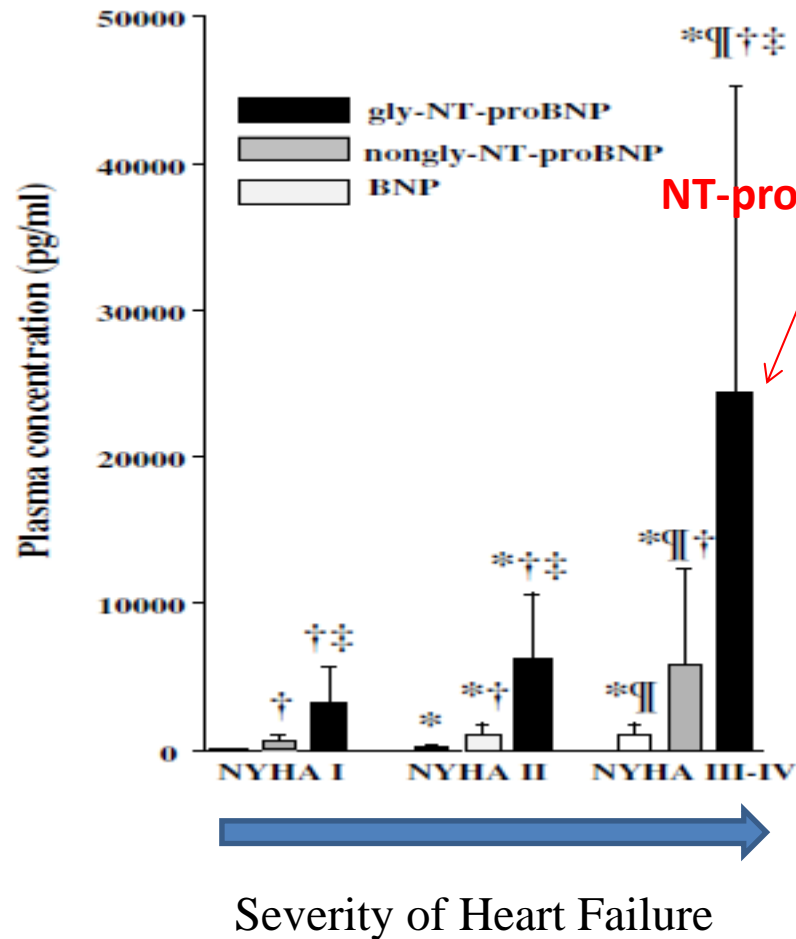 50000
40000
30000
20000
10000
0
Plasma concentration (pg/ml)
gly-NT-proBNP
nongly-NT-proBNP
BNP
*¶†‡
NT-pro
†
†‡
*
*†
*†‡
*¶
*¶†
NYHA I
NYHA II
NYHA III-IV
Severity of Heart Failure